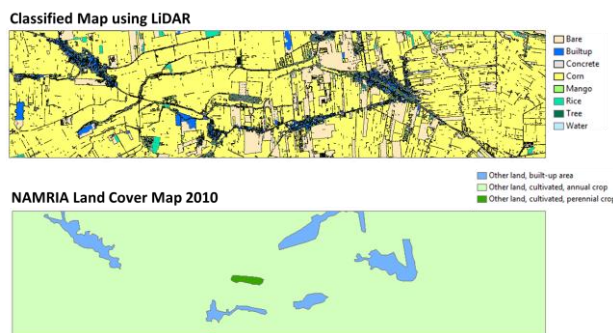 Classified Map using LiDAR
Bare
Builtup
Concrete
Corn
Mango
Rice
Tree
Water
Other land, built-up area
Other land, cultivated, annual crop
Other land, cultivated, perennial crop
NAMRIA Land Cover Map 2010